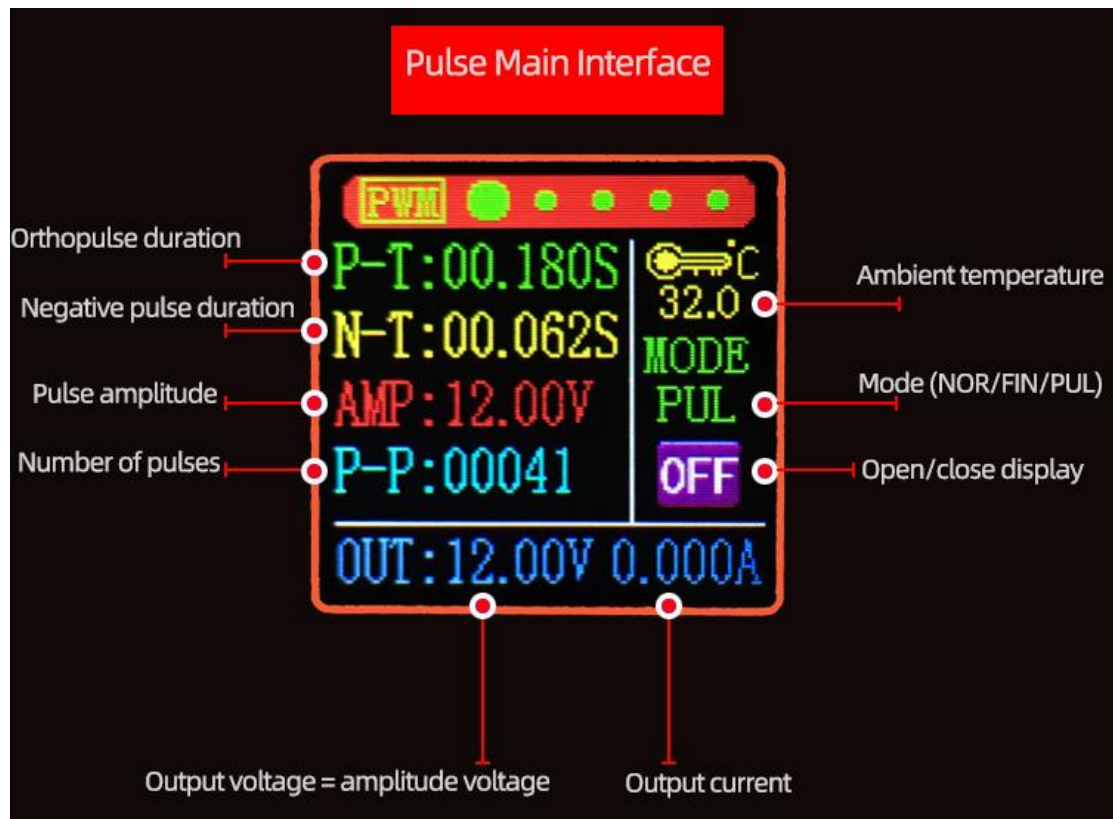 Pulse Main Interface
PWM
Orthopulse duration
P-T:00.180S
°C
32.0
Ambient temperature
Negative pulse duration
N-T:00.062S
MODE
PUL
Mode (NOR/FIN/PUL)
Pulse amplitude
AMP:12.00V
Number of pulses
P-P:00041
OFF
Open/close display
OUT:12.00V 0.000A
Output voltage = amplitude voltage
Output current